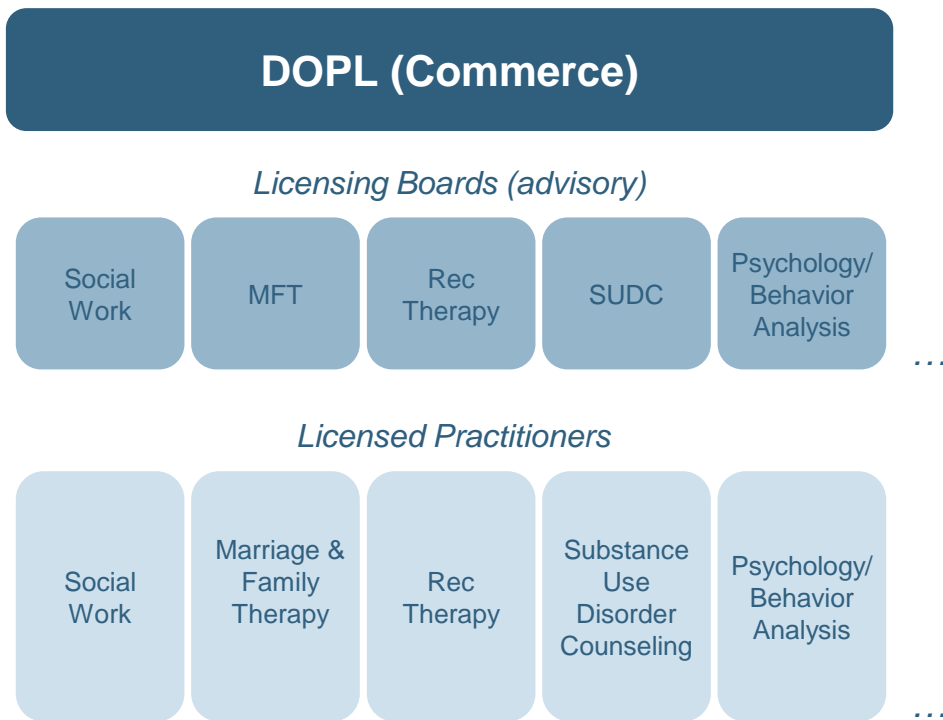 DOPL (Commerce)
Licensing Boards (advisory)
Social
Work
MFT
Rec
Therapy
SUDC
Psychology/
Behavior
Analysis
…
Licensed Practitioners
Social
Work
Marriage &
Family
Therapy
Rec
Therapy
Substance
Use
Disorder
Counseling
Psychology/
Behavior
Analysis
…